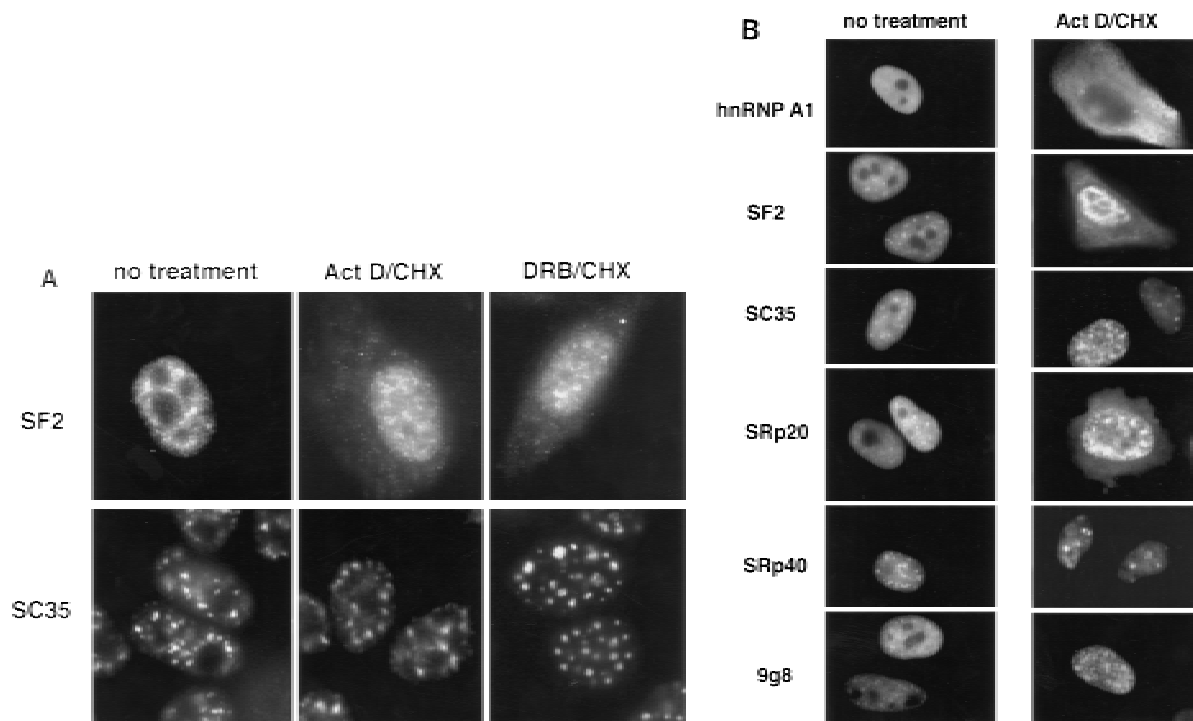 A
no treatment Act D/CHX DRB/CHX
SF2
SC35
B
no treatment Act D/CHX
hnRNP A1
SF2
SC35
SRp20
SRp40
9g8